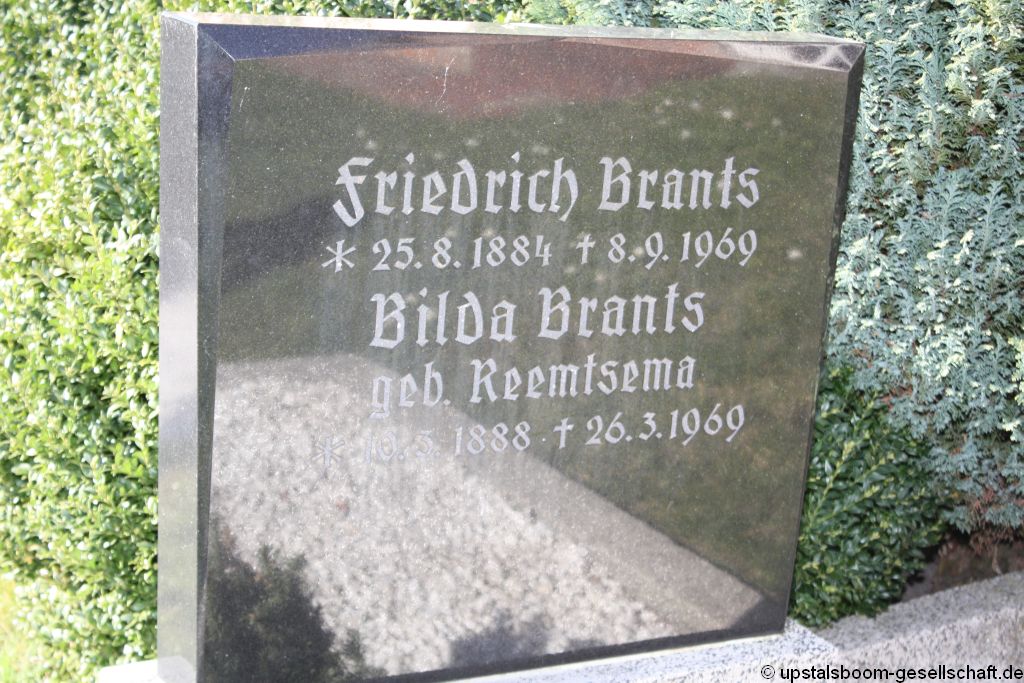 Friedrich Brants
* 25.8.1884 † 8.9.1969
Hilda Brants
geb. Reemtsema
* 10.3.1888 · † 26.3.1969
© upstalsboom-gesellschaft.de